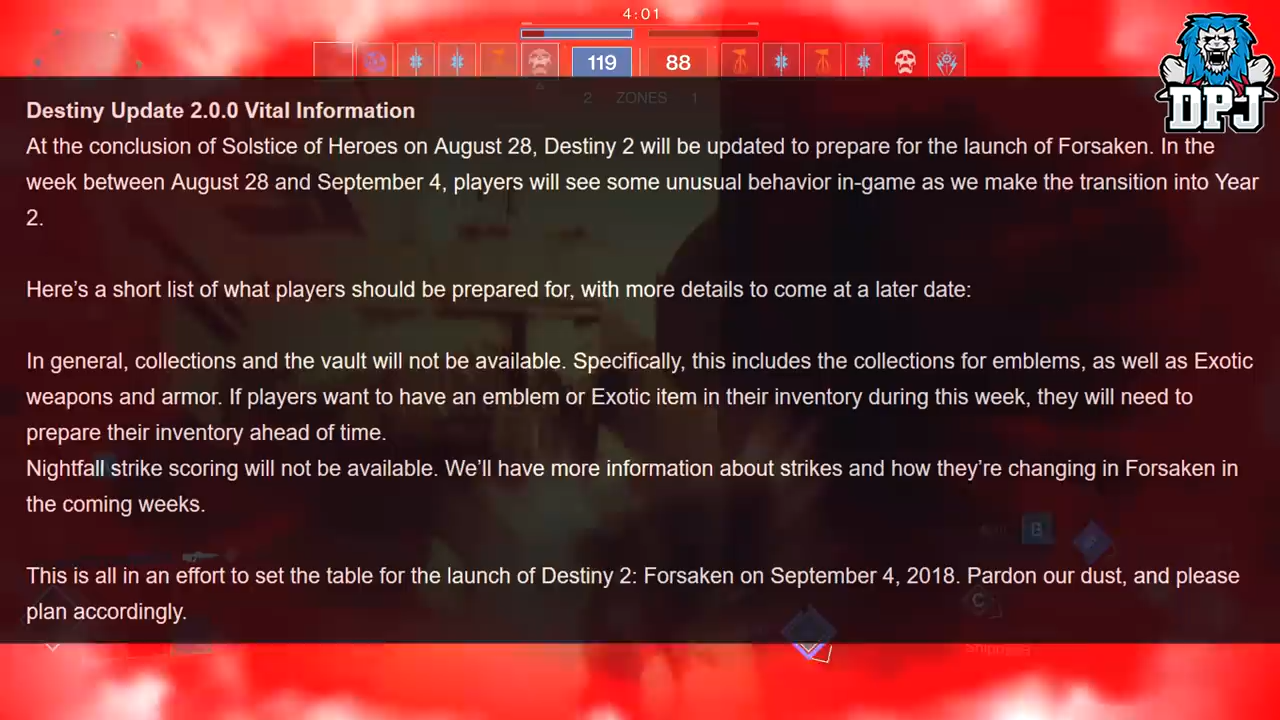 4:01
119
88
2 ZONES 1
DPJ
Destiny Update 2.0.0 Vital Information
At the conclusion of Solstice of Heroes on August 28, Destiny 2 will be updated to prepare for the launch of Forsaken. In the
week between August 28 and September 4, players will see some unusual behavior in-game as we make the transition into Year
2.
Here’s a short list of what players should be prepared for, with more details to come at a later date:
In general, collections and the vault will not be available. Specifically, this includes the collections for emblems, as well as Exotic
weapons and armor. If players want to have an emblem or Exotic item in their inventory during this week, they will need to
prepare their inventory ahead of time.
Nightfall strike scoring will not be available. We’ll have more information about strikes and how they’re changing in Forsaken in
the coming weeks.
This is all in an effort to set the table for the launch of Destiny 2: Forsaken on September 4, 2018. Pardon our dust, and please
plan accordingly.
C